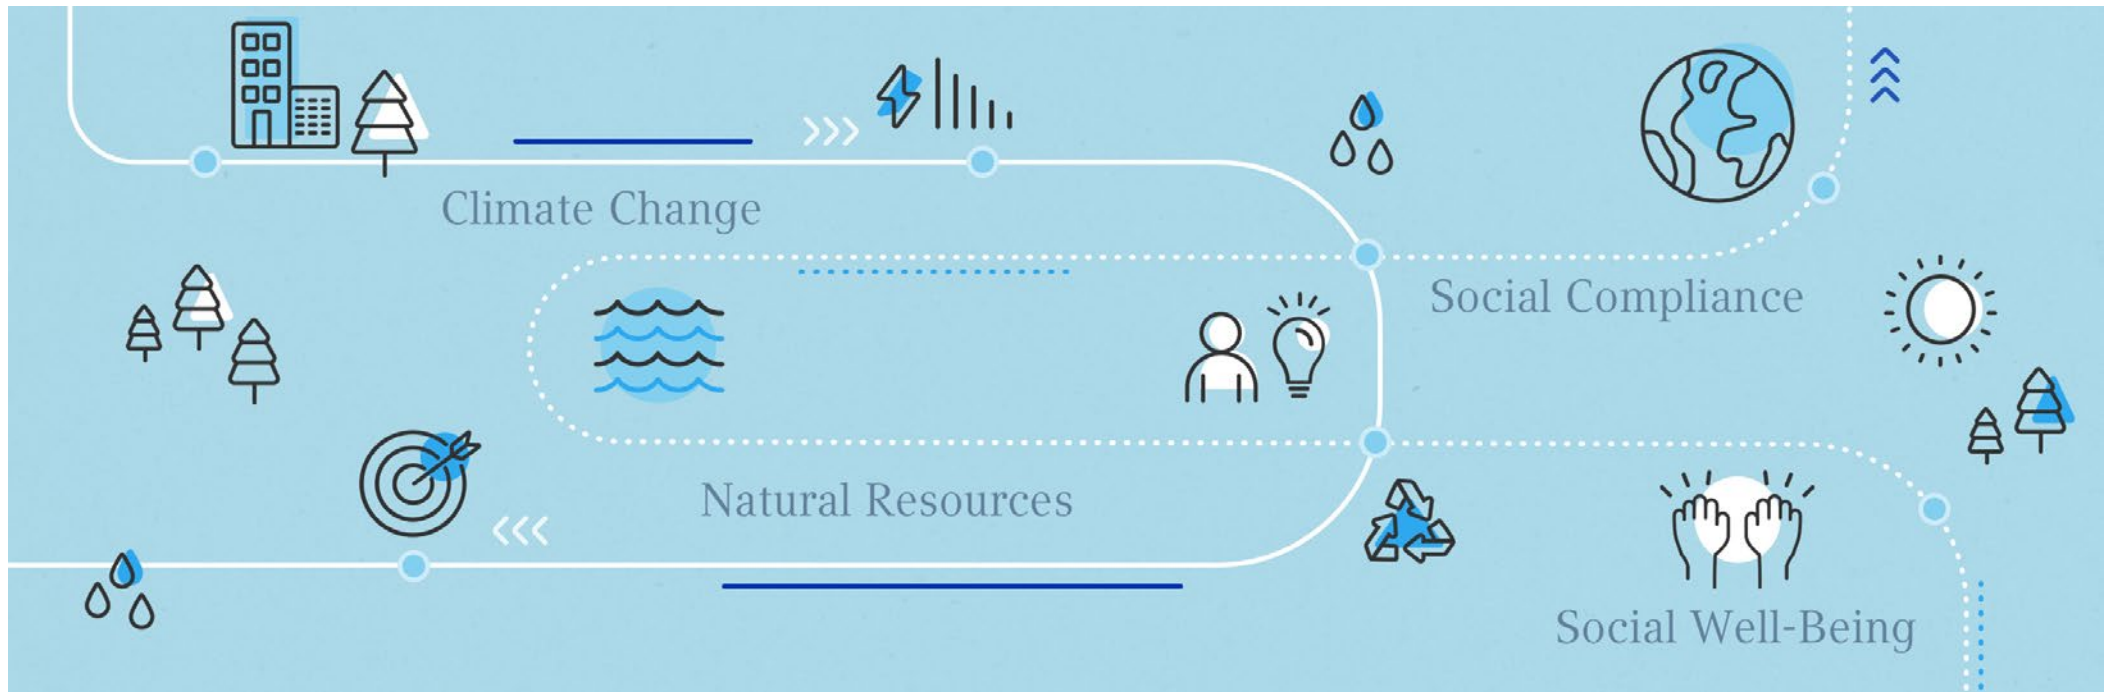 Climate Change
Social Compliance
Natural Resources
Social Well-Being